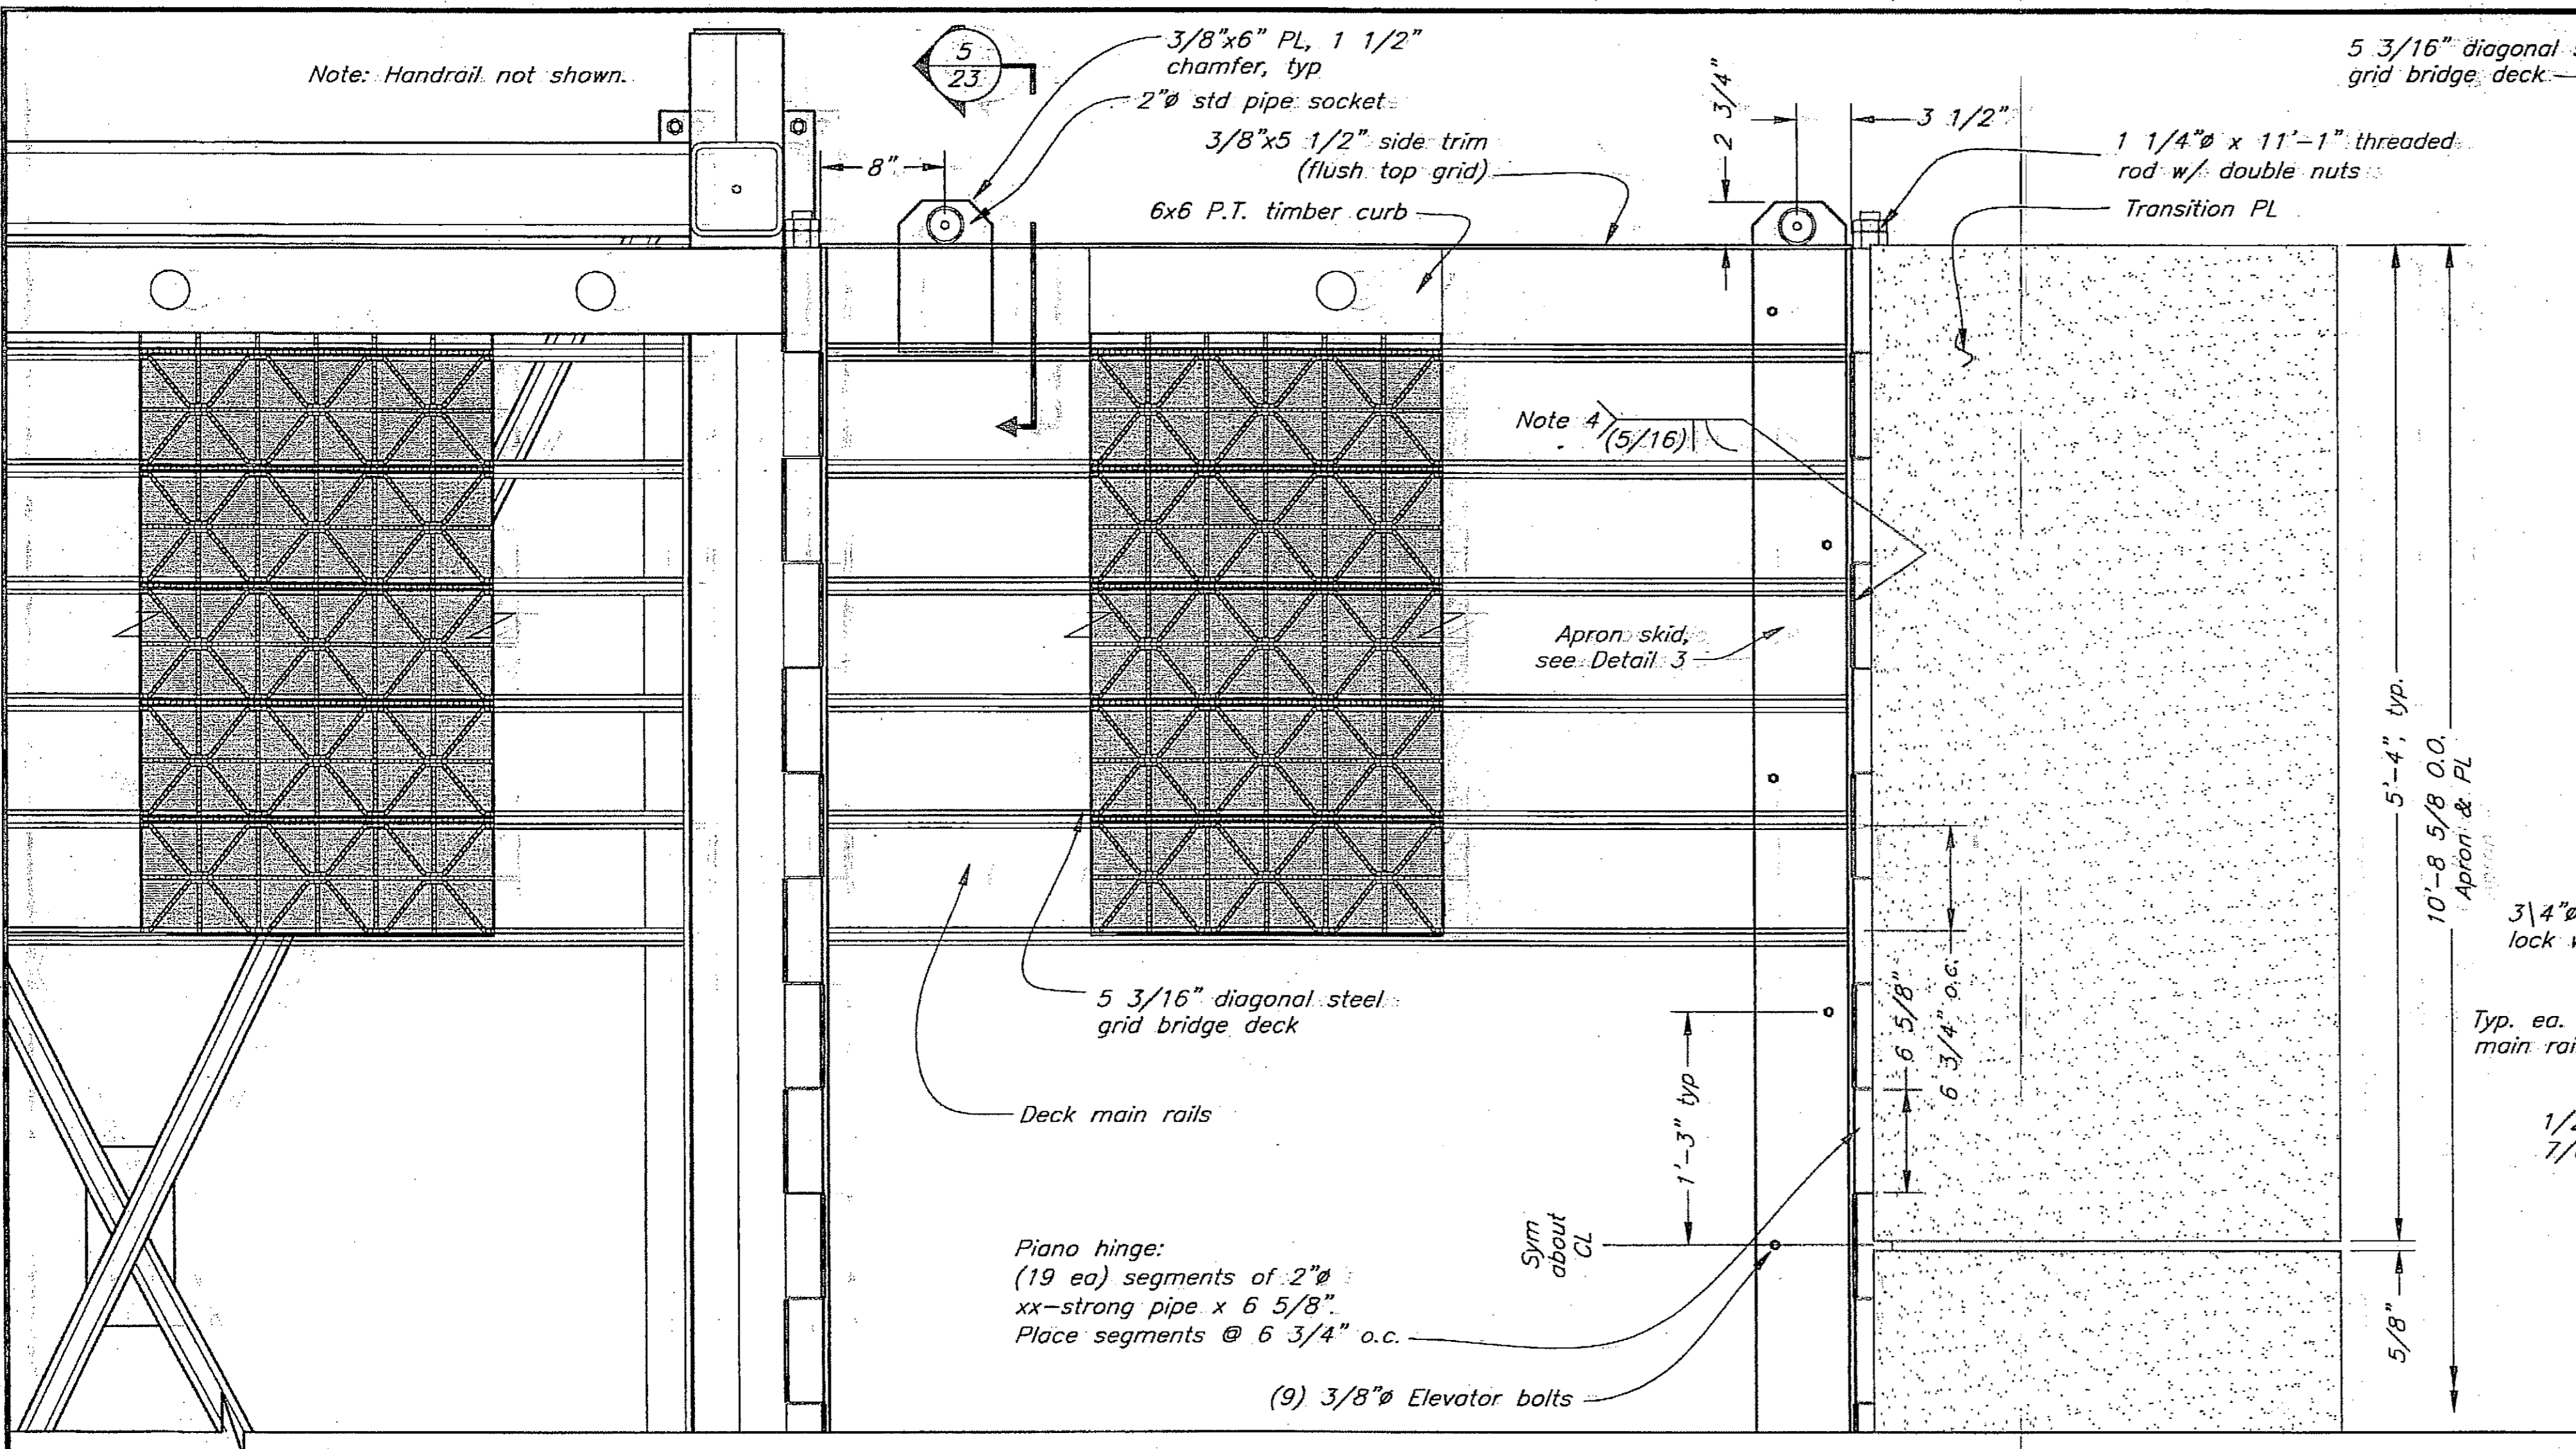 Note: Handrail not shown.
5
23
3/8"x6" PL, 1 1/2"
chamfer, typ
2"ø std pipe socket
3/8"x5 1/2" side trim
(flush top grid)
6x6 P.T. timber curb
8"
2 3/4"
3 1/2"
5 3/16" diagonal
grid bridge deck
1 1/4"ø x 11'-1" threaded
rod w/ double nuts
Transition PL
Note 4
(5/16)
Apron skid,
see Detail 3
5'-4", typ.
10'-8 5/8 O.O.
Apron & PL
3\4"ø
lock
Typ. ea.
main
5 3/16" diagonal steel
grid bridge deck
6 5/8"
6 3/4" o.c.
Deck main rails
1'-3" typ
Sym
about
CL
Piano hinge:
(19 ea) segments of 2"ø
xx-strong pipe x 6 5/8".
Place segments @ 6 3/4" o.c.
(9) 3/8"ø Elevator bolts
5/8"